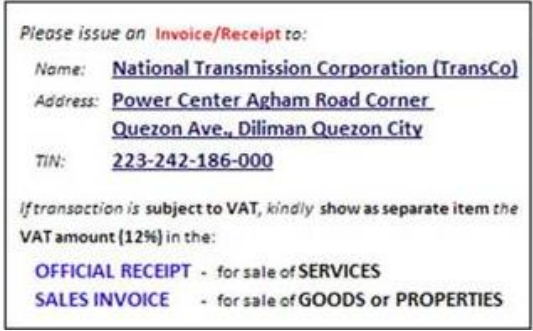 Please issue an Invoice/Receipt to:
Name: National Transmission Corporation (TransCo)
Address: Power Center Agham Road Corner
Quezon Ave., Diliman Quezon City
TIN: 223-242-186-000
If transaction is subject to VAT, kindly show as separate item the
VAT amount (12%) in the:
OFFICIAL RECEIPT - for sale of SERVICES
SALES INVOICE - for sale of GOODS or PROPERTIES